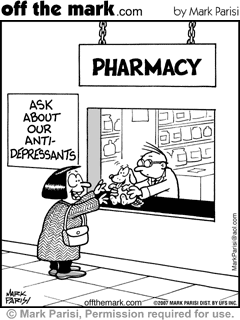 off the mark.com
by Mark Parisi
PHARMACY
ASK
ABOUT
OUR
ANTI-
DEPRESSANTS
MarkParisi@aol.com
MARK
PARISI
offthemark.com
©2007 MARK PARISI DIST. BY UFS INC.
© Mark Parisi, Permission required for use.